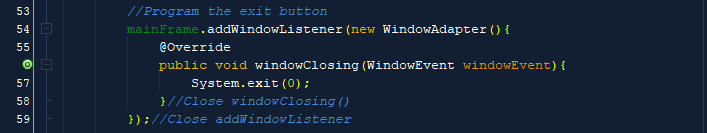 53 //Program the exit button
54 mainFrame.addWindowListener(new WindowAdapter(){
55 @Override
public void windowClosing(WindowEvent windowEvent){
57 System.exit(0);
58 }//Close windowClosing()
59 });//Close addWindowListener